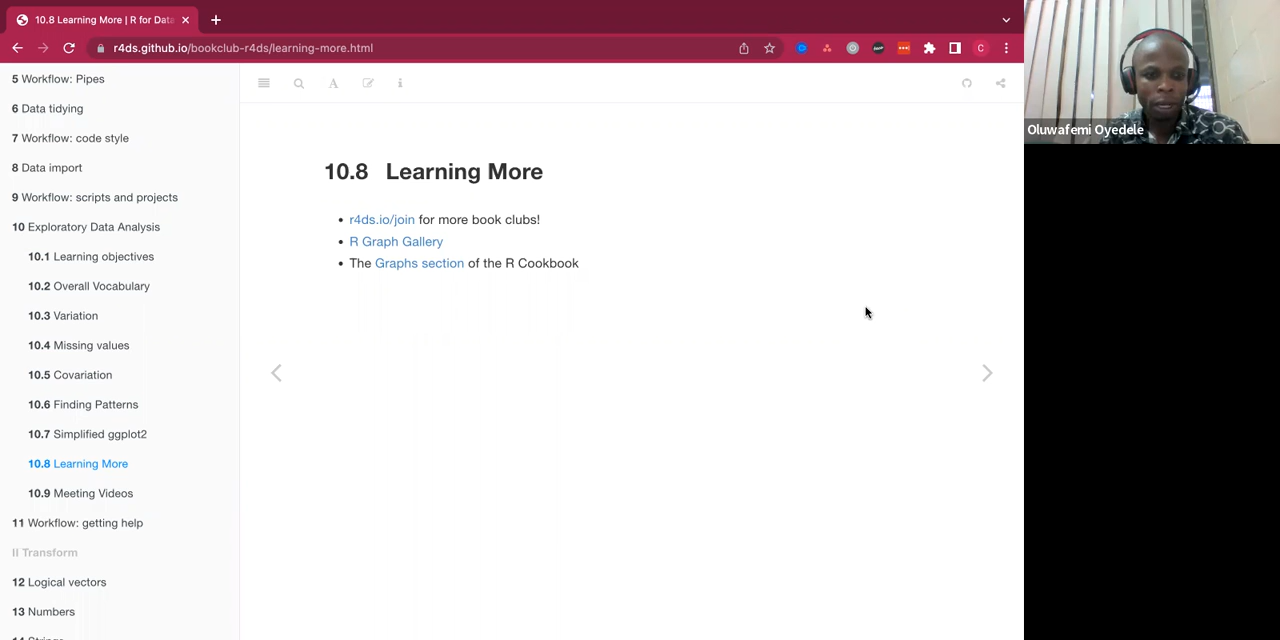 10.8 Learning More | R for Data
r4ds.github.io/bookclub-r4ds/learning-more.html
C
5 Workflow: Pipes
6 Data tidying
7 Workflow: code style
8 Data import
9 Workflow: scripts and projects
10 Exploratory Data Analysis
10.1 Learning objectives
10.2 Overall Vocabulary
10.3 Variation
10.4 Missing values
10.5 Covariation
10.6 Finding Patterns
10.7 Simplified ggplot2
10.8 Learning More
10.9 Meeting Videos
11 Workflow: getting help
II Transform
12 Logical vectors
13 Numbers
10.8 Learning More
• r4ds.io/join for more book clubs!
• R Graph Gallery
• The Graphs section of the R Cookbook
Oluwafemi Oyedele